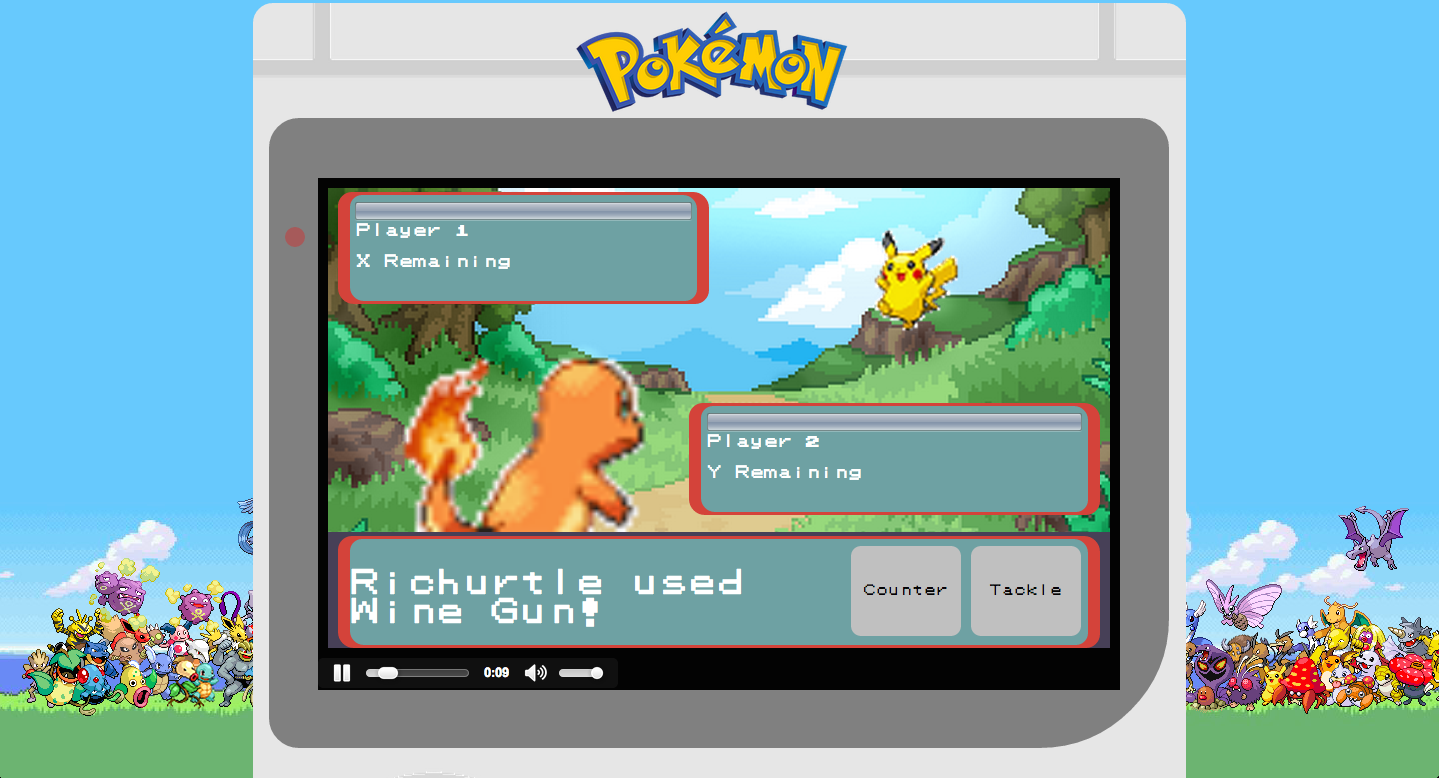 POKéMON
Player 1
X Remaining
Player 2
Y Remaining
Richurtle used
Wine Gun!
Counter
Tackle
0:09